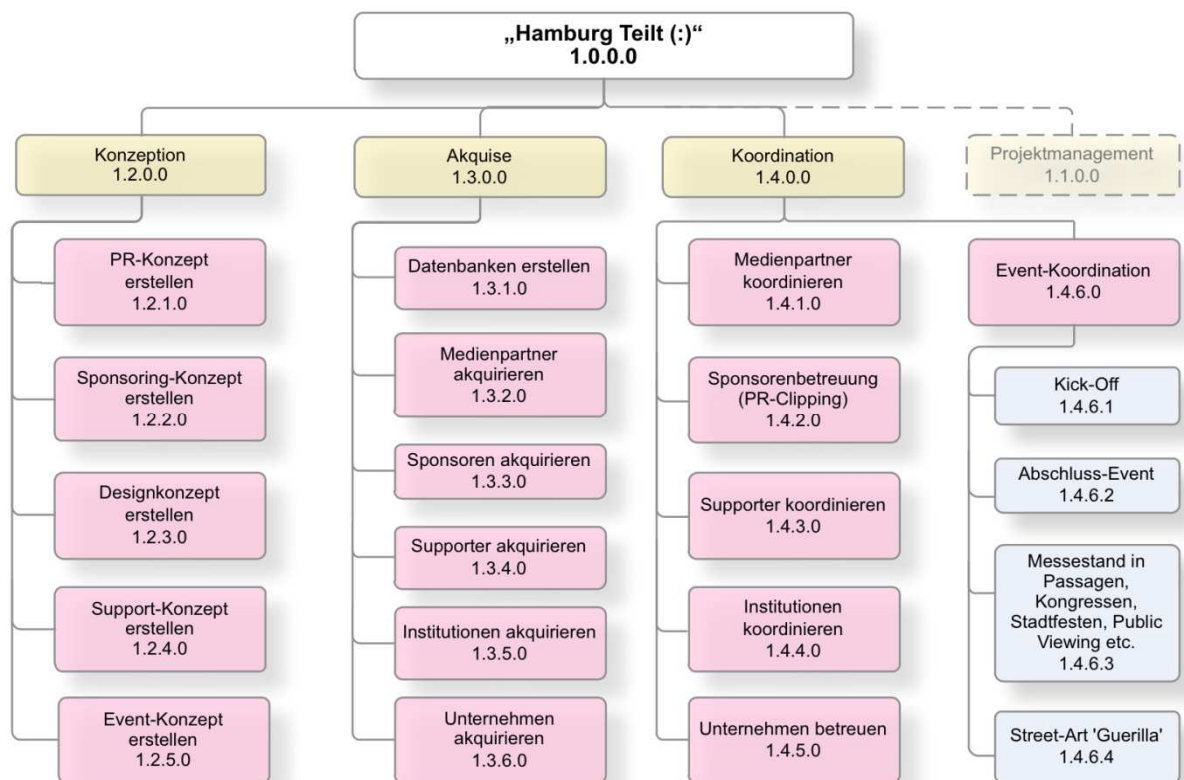 „Hamburg Teilt (:)“
1.0.0.0
Konzeption
1.2.0.0
Akquise
1.3.0.0
Koordination
1.4.0.0
Projektmanagement
1.1.0.0
PR-Konzept
erstellen
1.2.1.0
Sponsoring-Konzept
erstellen
1.2.2.0
Designkonzept
erstellen
1.2.3.0
Support-Konzept
erstellen
1.2.4.0
Event-Konzept
erstellen
1.2.5.0
Datenbanken erstellen
1.3.1.0
Medienpartner
akquirieren
1.3.2.0
Sponsoren akquirieren
1.3.3.0
Supporter akquirieren
1.3.4.0
Institutionen akquirieren
1.3.5.0
Unternehmen
akquirieren
1.3.6.0
Medienpartner
koordinieren
1.4.1.0
Sponsorenbetreuung
(PR-Clipping)
1.4.2.0
Supporter koordinieren
1.4.3.0
Institutionen
koordinieren
1.4.4.0
Unternehmen betreuen
1.4.5.0
Event-Koordination
1.4.6.0
Kick-Off
1.4.6.1
Abschluss-Event
1.4.6.2
Messestand in
Passagen,
Kongressen,
Stadtfesten, Public
Viewing etc.
1.4.6.3
Street-Art 'Guerilla'
1.4.6.4